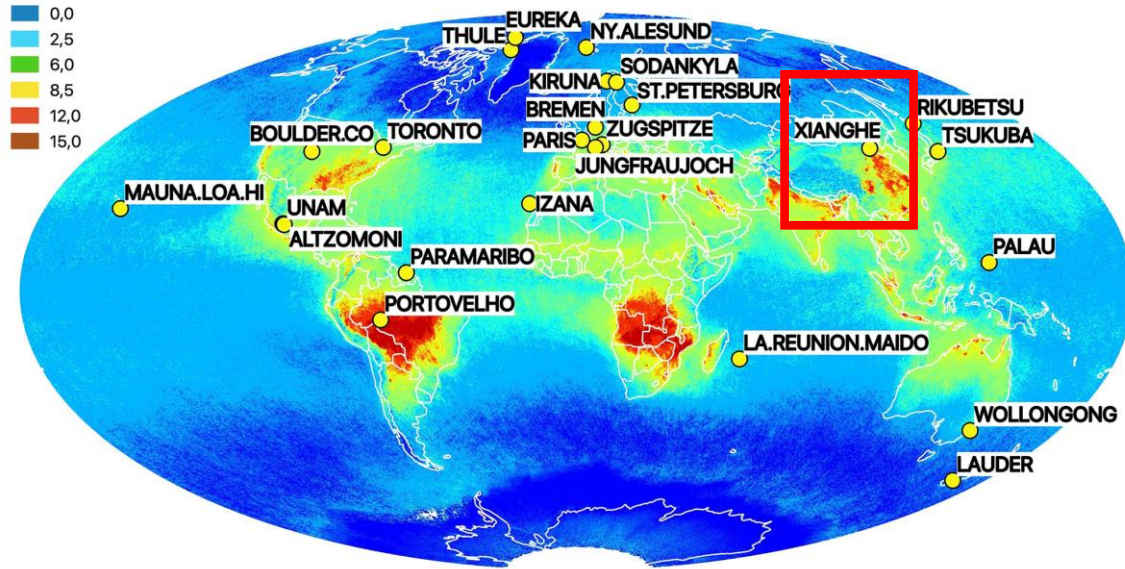 0,0
2,5
6,0
8,5
12,0
15,0
EUREKA
THULE
NY.ALESUND
SODANKYLA
KIRUNA
ST.PETERSBURG
BREMEN
RIKUBETSU
BOULDER.CO
TORONTO
PARIS
ZUGSPITZE
XIANGHE
TSUKUBA
JUNGFRAUJOCH
MAUNA.LOA.HI
UNAM
IZANA
ALTZOMONI
PARAMARIBO
PALAU
PORTOVELHO
LA.REUNION.MAIDO
WOLLONGONG
LAUDER